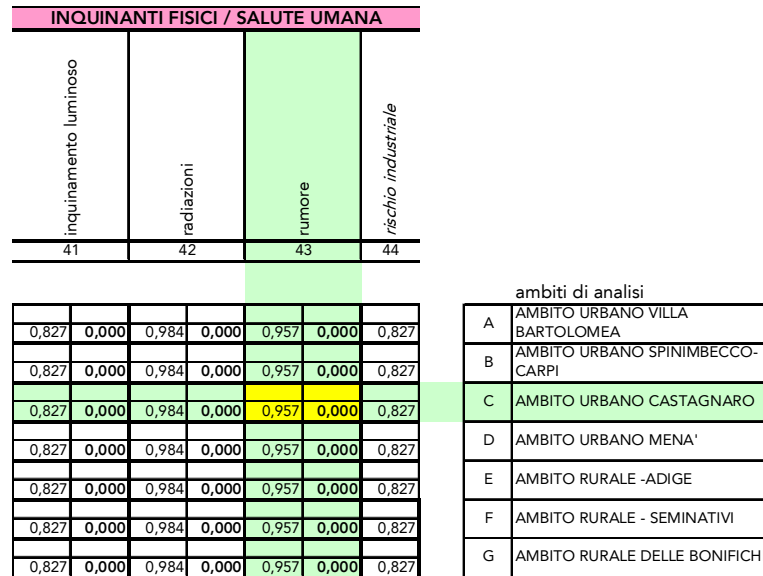 INQUINANTI FISICI / SALUTE UMANA
inquinamento luminoso
radiazioni
rumore
rischio industriale
41 42 43 44
ambiti di analisi
0,827 0,000 0,984 0,000 0,957 0,000 0,827 A AMBITO URBANO VILLA BARTOLOMEA
0,827 0,000 0,984 0,000 0,957 0,000 0,827 B AMBITO URBANO SPINIMBECCO-CARPI
0,827 0,000 0,984 0,000 0,957 0,000 0,827 C AMBITO URBANO CASTAGNARO
0,827 0,000 0,984 0,000 0,957 0,000 0,827 D AMBITO URBANO MENA'
0,827 0,000 0,984 0,000 0,957 0,000 0,827 E AMBITO RURALE -ADIGE
0,827 0,000 0,984 0,000 0,957 0,000 0,827 F AMBITO RURALE - SEMINATIVI
0,827 0,000 0,984 0,000 0,957 0,000 0,827 G AMBITO RURALE DELLE BONIFICH